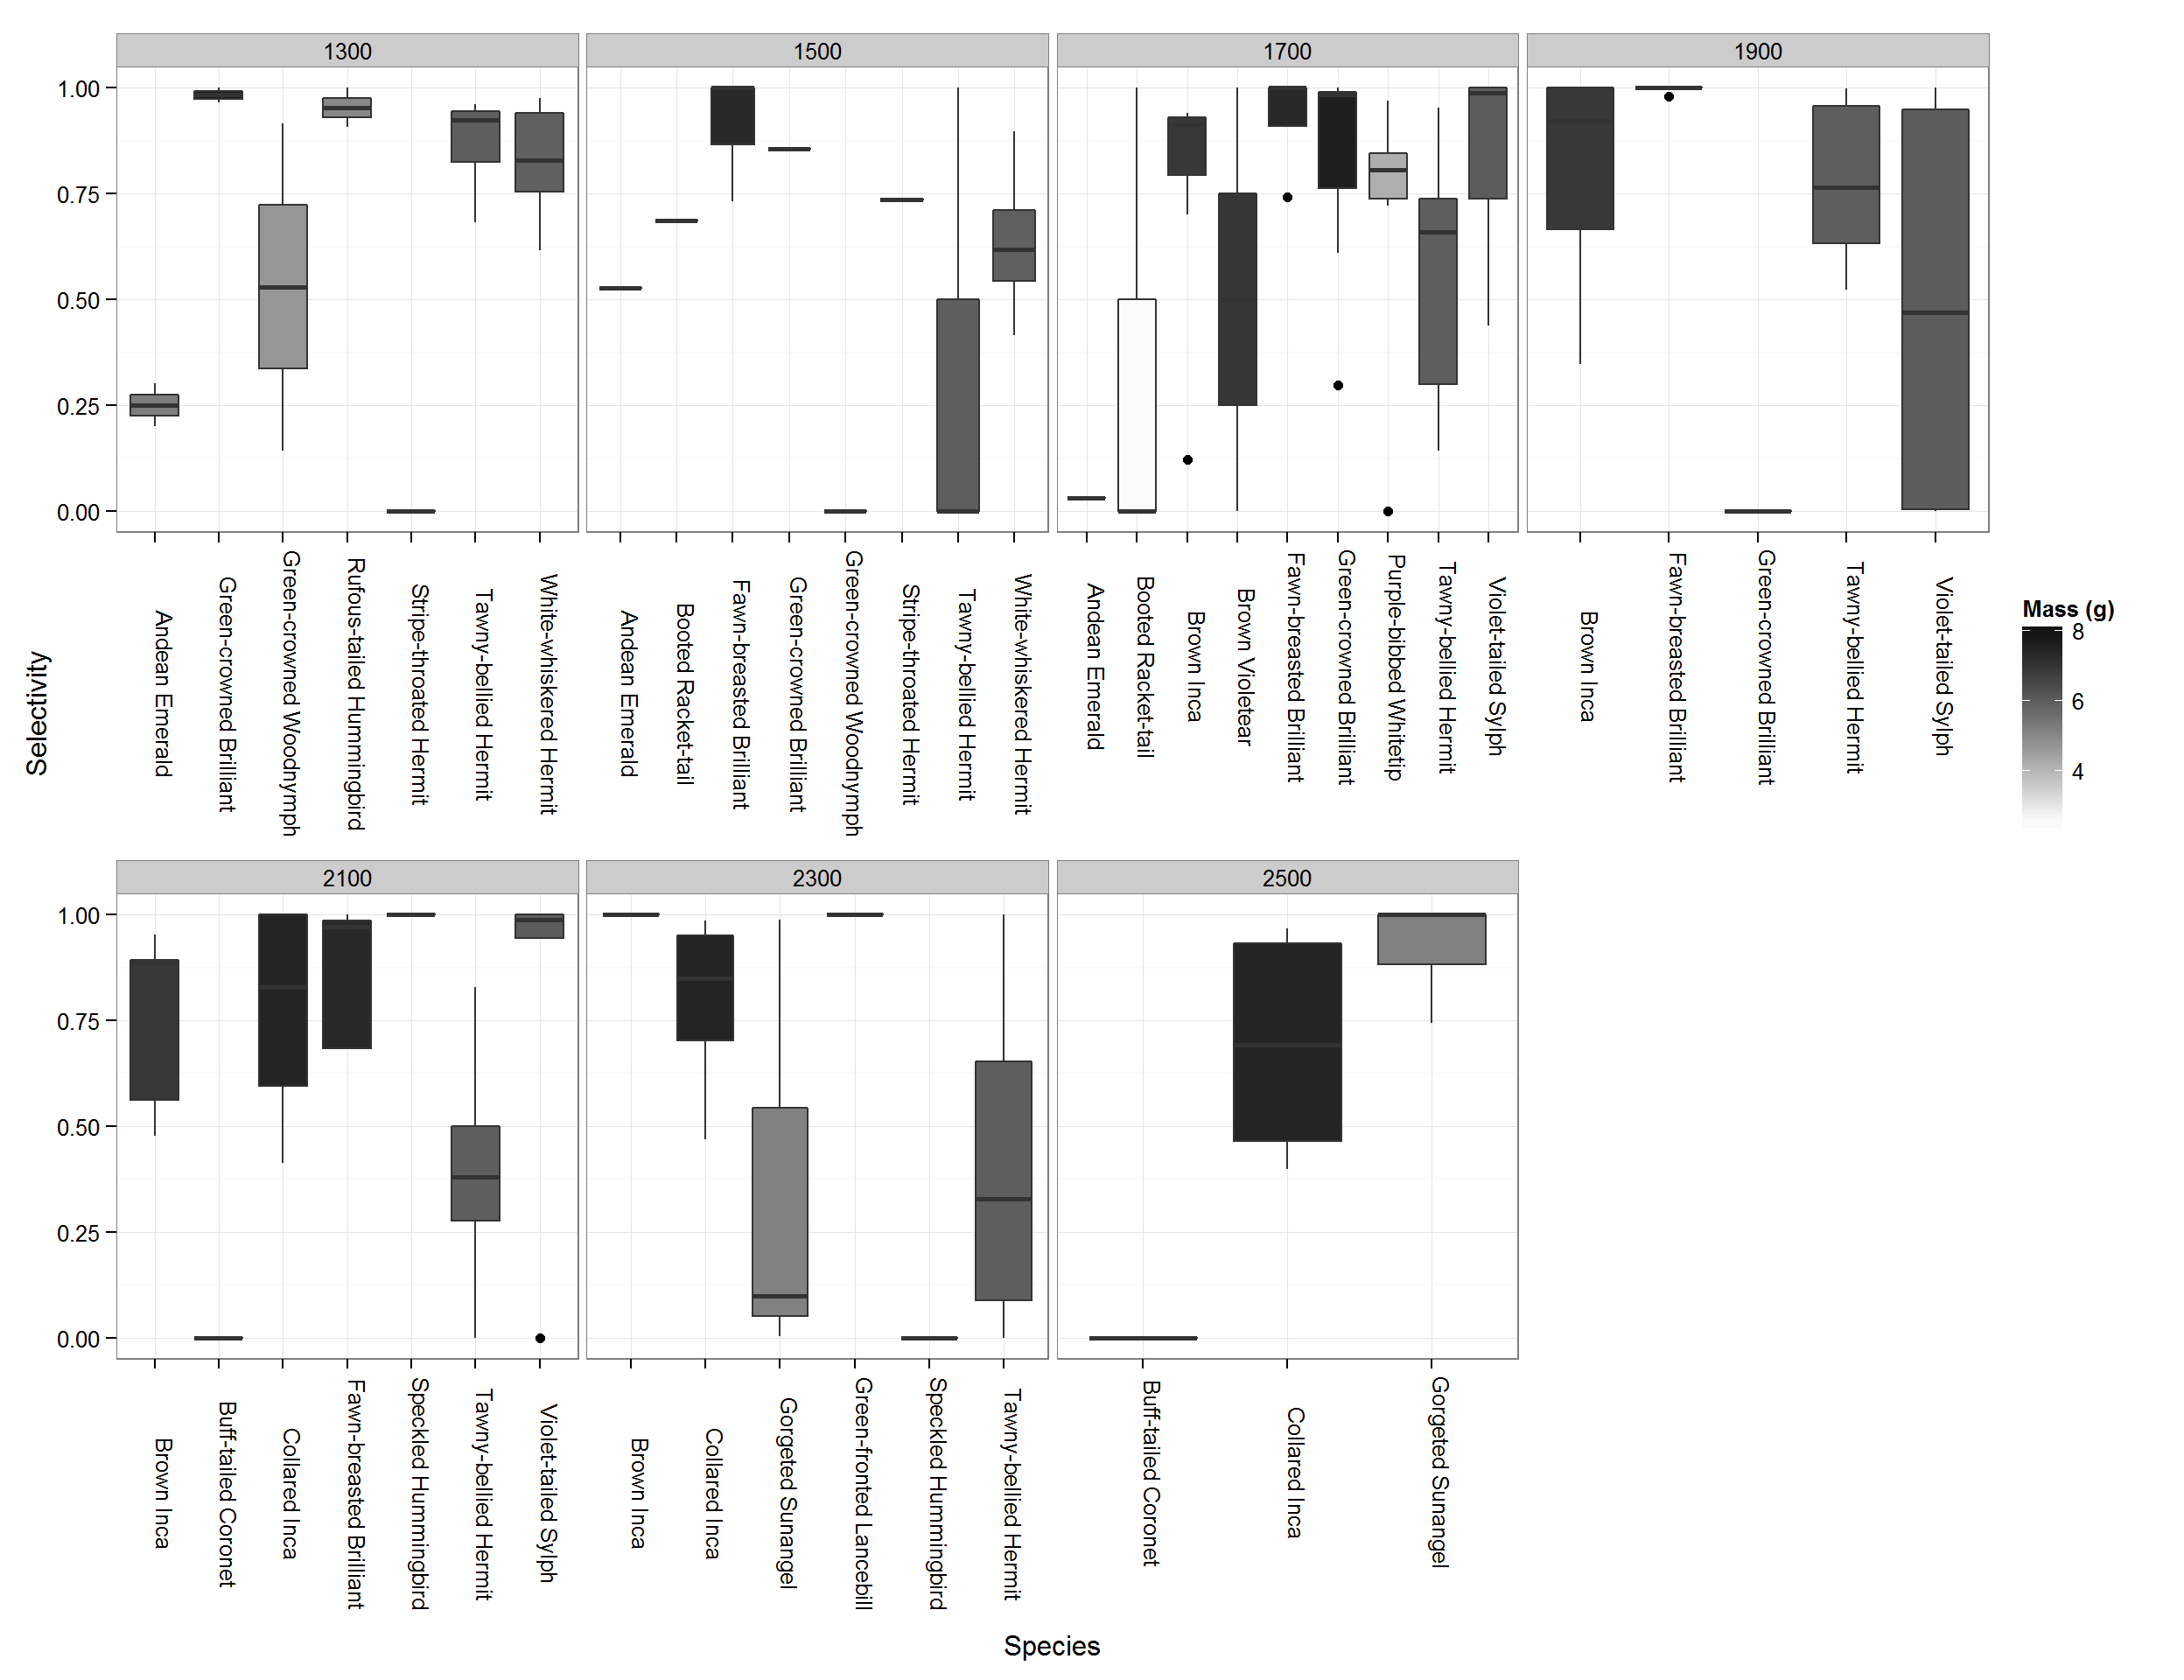 1300
1500
1700
1900
1.00
0.75
0.50
0.25
0.00
Andean Emerald
Green-crowned Brilliant
Green-crowned Woodnymph
Rufous-tailed Hummingbird
Stripe-throated Hermit
Tawny-bellied Hermit
White-whiskered Hermit
Andean Emerald
Booted Racket-tail
Fawn-breasted Brilliant
Green-crowned Brilliant
Green-crowned Woodnymph
Stripe-throated Hermit
Tawny-bellied Hermit
White-whiskered Hermit
Andean Emerald
Booted Racket-tail
Brown Inca
Brown Violetear
Fawn-breasted Brilliant
Green-crowned Brilliant
Purple-bibbed Whitetip
Tawny-bellied Hermit
Violet-tailed Sylph
Brown Inca
Fawn-breasted Brilliant
Green-crowned Brilliant
Tawny-bellied Hermit
Violet-tailed Sylph
Selectivity
Mass (g)
8
6
4
2100
2300
2500
1.00
0.75
0.50
0.25
0.00
Brown Inca
Buff-tailed Coronet
Collared Inca
Fawn-breasted Brilliant
Speckled Hummingbird
Tawny-bellied Hermit
Violet-tailed Sylph
Brown Inca
Collared Inca
Gorgeted Sunangel
Green-fronted Lancebill
Speckled Hummingbird
Tawny-bellied Hermit
Buff-tailed Coronet
Collared Inca
Gorgeted Sunangel
Species